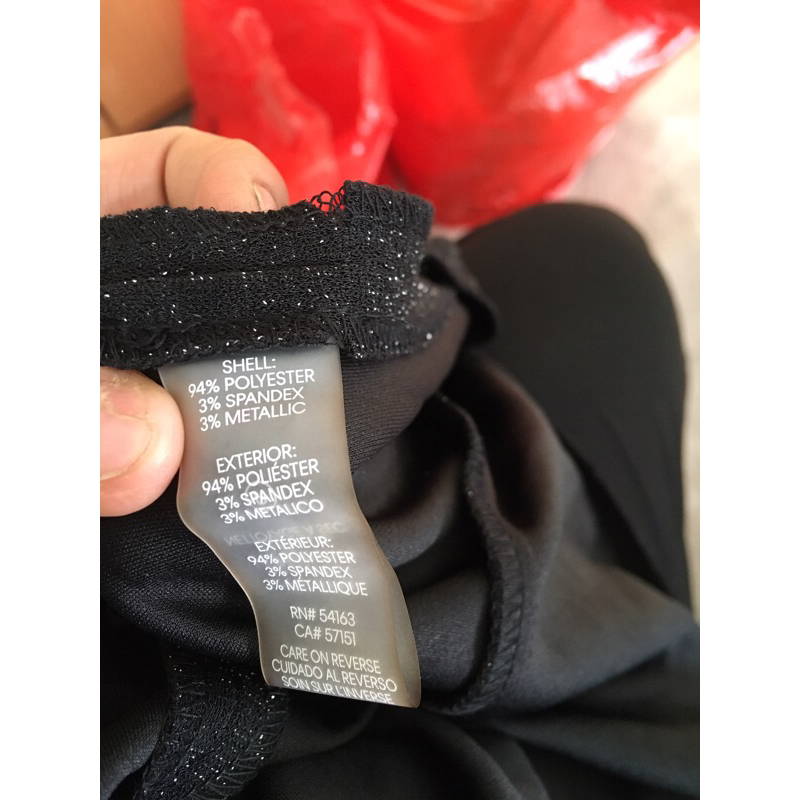 SHELL:
94% POLYESTER
3% SPANDEX
3% METALLIC
EXTERIOR:
94% POLIÉSTER
3% SPANDEX
3% METALICO
EXTÉRIEUR:
94% POLYESTER
3% SPANDEX
3% METALLIQUE
RN# 54163
CA# 57151
CARE ON REVERSE
CUIDADO AL REVERSO
SOIN SUR L'INVERSE